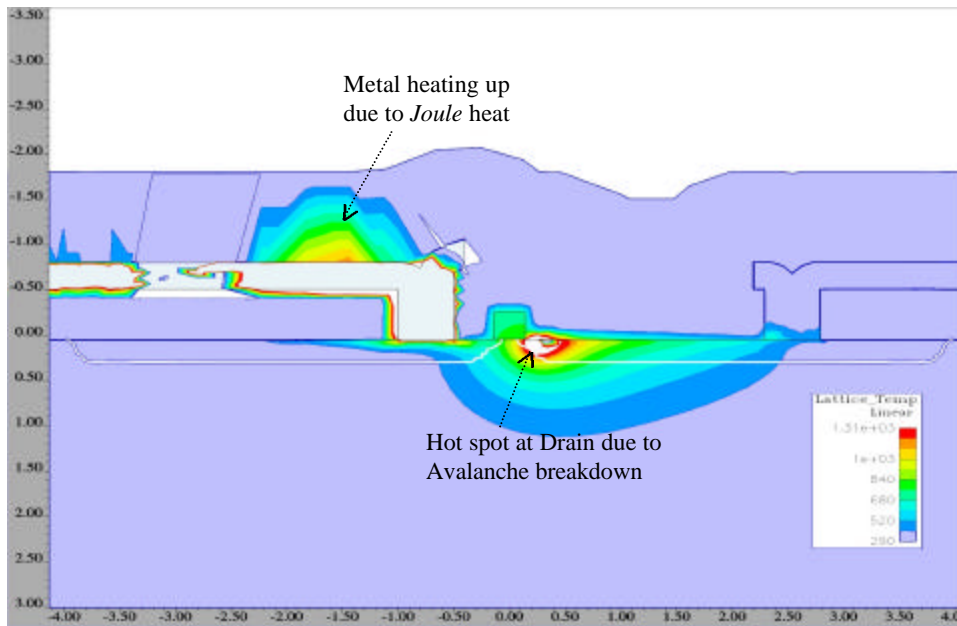 -3.50
-3.00
-2.50
-2.00
-1.50
-1.00
-0.50
0.00
0.50
1.00
1.50
2.00
2.50
3.00
Metal heating up
due to Joule heat
Hot spot at Drain due to
Avalanche breakdown
Lattice_Temp
Linear
1.31e+03
1e+03
840
680
520
280
-4.00 -3.50 -3.00 -2.50 -2.00 -1.50 -1.00 -0.50 0.00 0.50 1.00 1.50 2.00 2.50 3.00 3.50 4.0